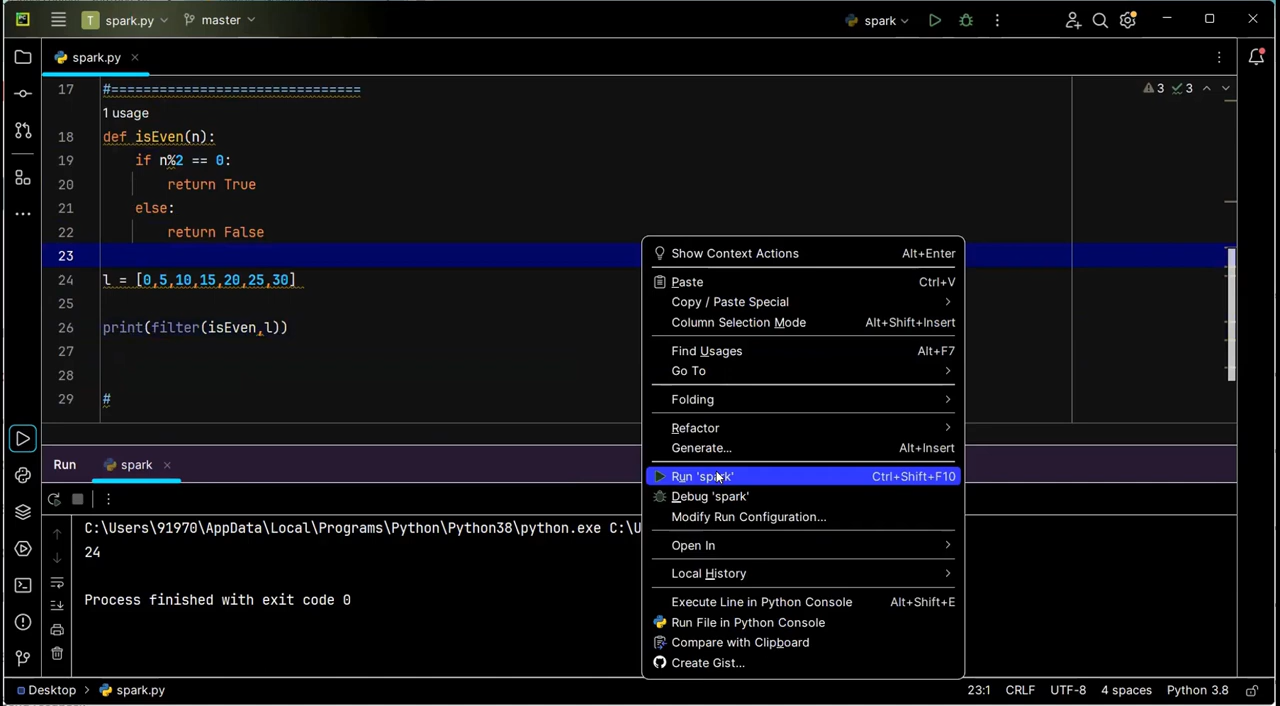 PC
T spark.py
master
spark
spark.py
17 #===============================
1 usage
3 3
18 def isEven(n):
19 if n%2 == 0:
20 return True
21 else:
22 return False
23
24 l = [0,5,10,15,20,25,30]
25
26 print(filter(isEven,l))
27
28
29 #
Show Context Actions Alt+Enter
Paste Ctrl+V
Copy / Paste Special
Column Selection Mode Alt+Shift+Insert
Find Usages Alt+F7
Go To
Folding
Refactor
Generate... Alt+Insert
Run 'spark' Ctrl+Shift+F10
Debug 'spark'
Modify Run Configuration...
Open In
Local History
Execute Line in Python Console Alt+Shift+E
Run File in Python Console
Compare with Clipboard
Create Gist...
Run spark
C:\Users\91970\AppData\Local\Programs\Python\Python38\python.exe C:\U
24
Process finished with exit code 0
Desktop spark.py 23:1 CRLF UTF-8 4 spaces Python 3.8